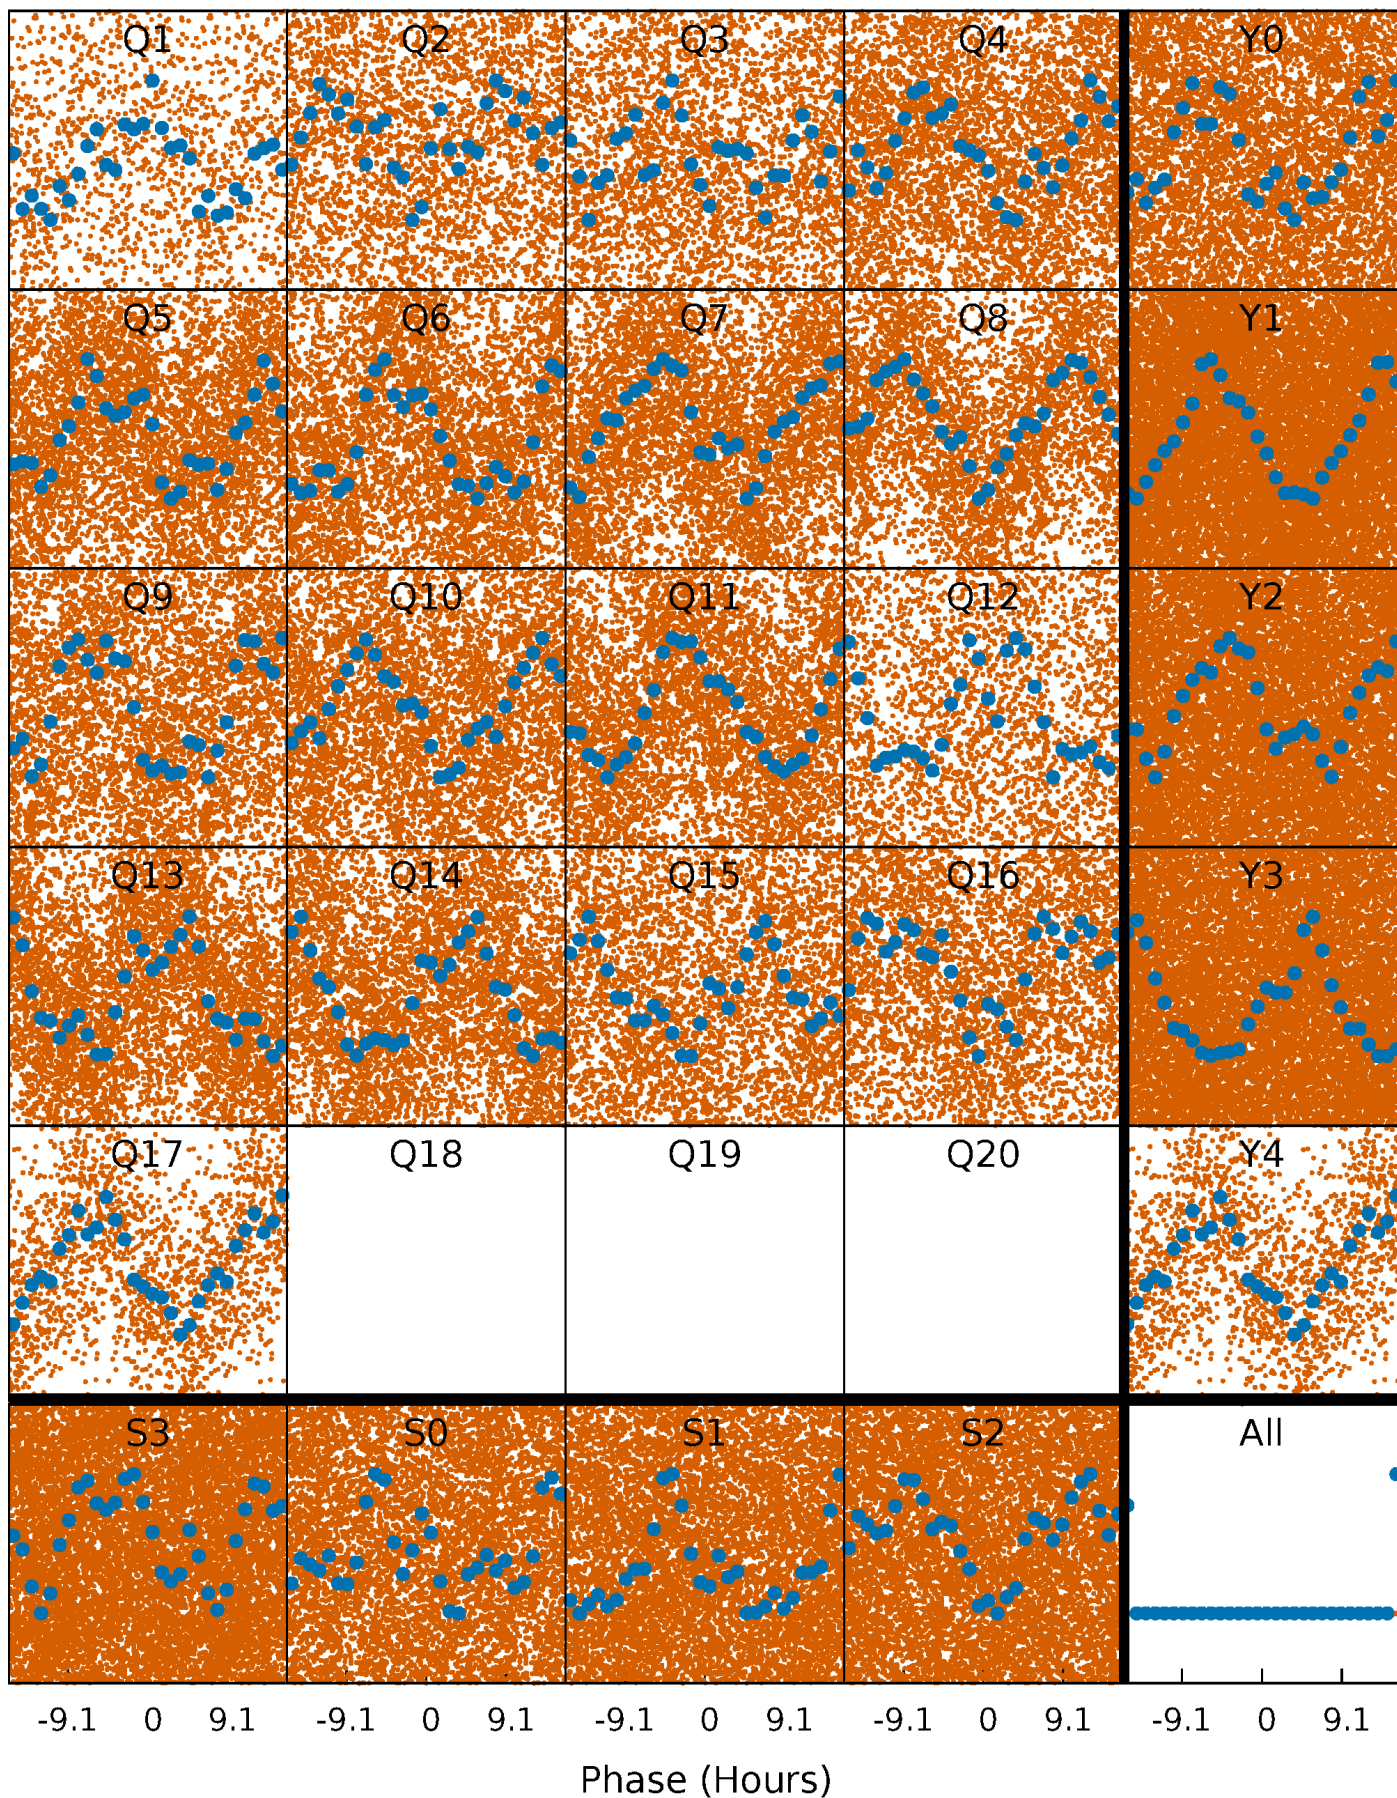 Q1 Q2 Q3 Q4 Y0
Q5 Q6 Q7 Q8 Y1
Q9 Q10 Q11 Q12 Y2
Q13 Q14 Q15 Q16 Y3
Q17 Q18 Q19 Q20 Y4
S3 S0 S1 S2 All
-9.1 0 9.1 -9.1 0 9.1 -9.1 0 9.1 -9.1 0 9.1 -9.1 0 9.1
Phase (Hours)